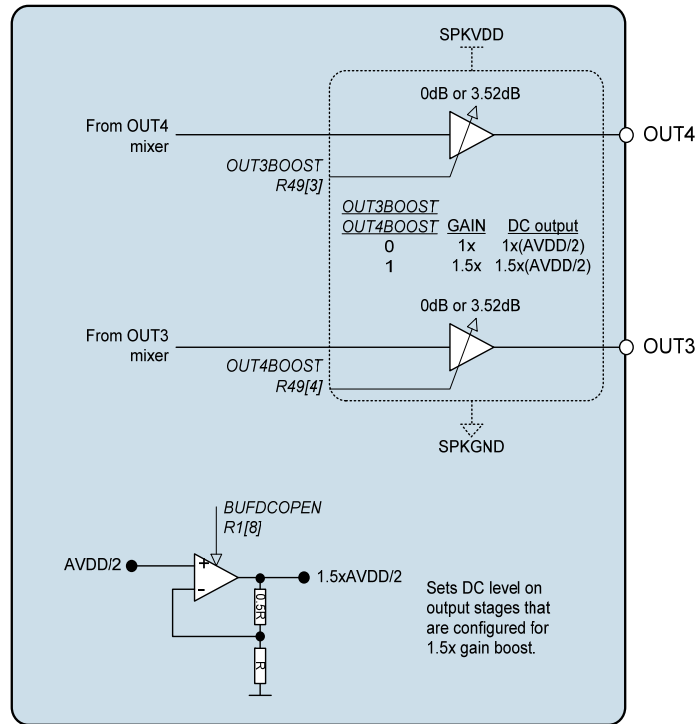 SPKVDD
0dB or 3.52dB
From OUT4
mixer
OUT4
OUT3BOOST
R49[3]
OUT3BOOST
OUT4BOOST GAIN DC output
0 1x 1x(AVDD/2)
1 1.5x 1.5x(AVDD/2)
0dB or 3.52dB
From OUT3
mixer
OUT3
OUT4BOOST
R49[4]
SPKGND
BUFDCOPEN
R1[8]
AVDD/2
+
-
1.5xAVDD/2
0.5R
R
Sets DC level on
output stages that
are configured for
1.5x gain boost.